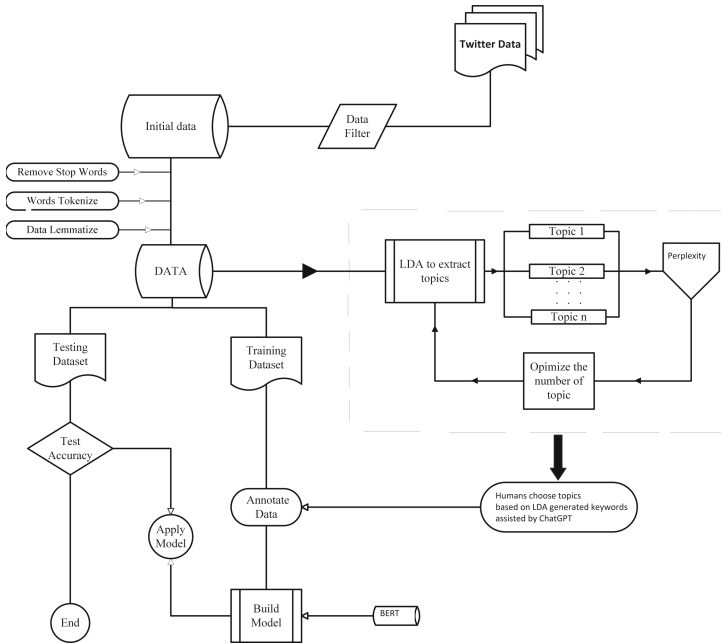 Twitter Data
Initial data
Data
Filter
Remove Stop Words
Words Tokenize
Data Lemmatize
DATA
LDA to extract
topics
Topic 1
Topic 2
. . .
. . .
Topic n
Perplexity
Opimize the
number of
topic
Testing
Dataset
Training
Dataset
Test
Accuracy
Annotate
Data
Humans choose topics
based on LDA generated keywords
assisted by ChatGPT
Apply
Model
Build
Model
BERT
End